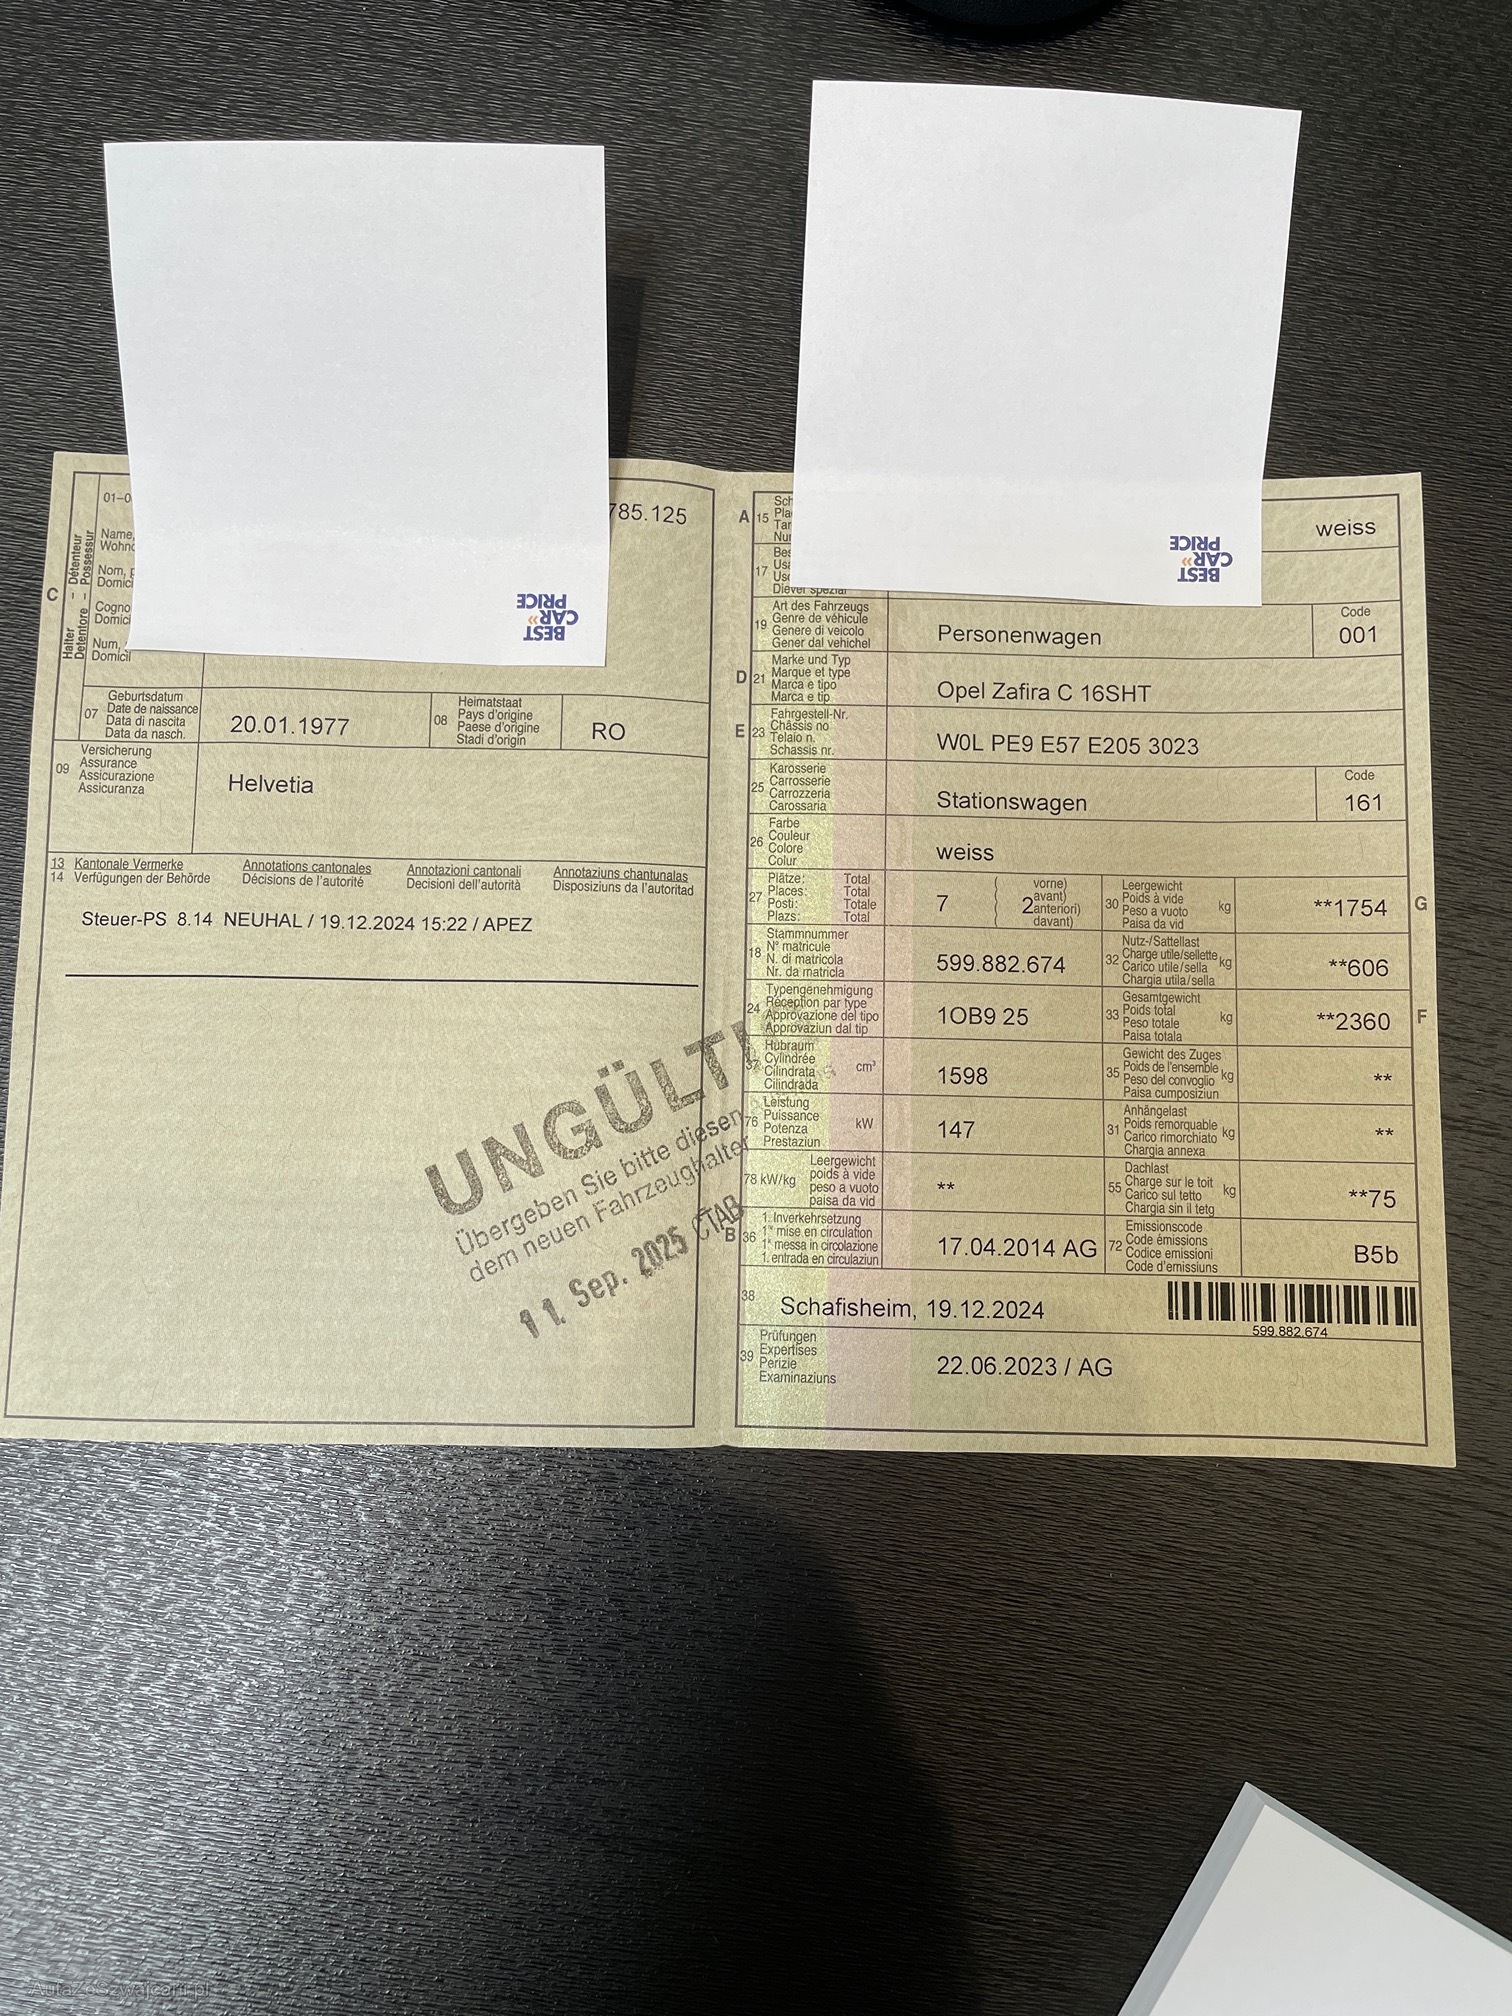 BEST
CAR»
PRICE
BEST
CAR»
PRICE
C
Halter – Détenteur
Detentore – Possessur
01–0
785.125
Name,
Nom, p
Domici
Cogno
Domici
Num,
Domicil
07
Geburtsdatum
Date de naissance
Data di nascita
Data da nasch.
20.01.1977
08
Heimatstaat
Pays d'origine
Paese d'origine
Stadi d'origin
RO
09
Versicherung
Assurance
Assicurazione
Assicuranza
Helvetia
13 Kantonale Vermerke Annotations cantonales Annotazioni cantonali Annotaziuns chantunalas
14 Verfügungen der Behörde Décisions de l'autorité Decisioni dell'autorità Disposiziuns da l'autoritad
Steuer-PS 8.14 NEUHAL / 19.12.2024 15:22 / APEZ
UNGÜLTI
Übergeben Sie bitte diesen
dem neuen Fahrzeughalter
11. Sep. 2025 CTAB
A 15
Sch
Pla
Tar
Nur
weiss
17
Bes
Usa
Uso
Diever spezial
19
Art des Fahrzeugs
Genre de véhicule
Genere di veicolo
Gener dal vehichel
Personenwagen
Code
001
D 21
Marke und Typ
Marque et type
Marca e tipo
Marca e tip
Opel Zafira C 16SHT
E 23
Fahrgestell-Nr.
Châssis no
Telaio n.
Schassis nr.
W0L PE9 E57 E205 3023
25
Karosserie
Carrosserie
Carrozzeria
Carossaria
Stationswagen
Code
161
26
Farbe
Couleur
Colore
Colur
weiss
27
Plätze: Total
Places: Total
Posti: Totale
Plazs: Total
7
( vorne)
( avant)
2 anteriori)
( davant)
30
Leergewicht
Poids à vide
Peso a vuoto
Paisa da vid
kg
**1754
G
18
Stammnummer
N° matricule
N. di matricola
Nr. da matricla
599.882.674
32
Nutz-/Sattellast
Charge utile/sellette
Carico utile/sella
Chargia utila/sella
kg
**606
24
Typengenehmigung
Réception par type
Approvazione del tipo
Approvaziun dal tip
1OB9 25
33
Gesamtgewicht
Poids total
Peso totale
Paisa totala
kg
**2360
F
37
Hubraum
Cylindrée
Cilindrata
Cilindrada
cm³
1598
35
Gewicht des Zuges
Poids de l'ensemble
Peso del convoglio
Paisa cumposiziun
kg
**
76
Leistung
Puissance
Potenza
Prestaziun
kW
147
31
Anhängelast
Poids remorquable
Carico rimorchiato
Chargia annexa
kg
**
78 kW/kg
Leergewicht
poids à vide
peso a vuoto
paisa da vid
**
55
Dachlast
Charge sur le toit
Carico sul tetto
Chargia sin il tetg
kg
**75
B 36
1. Inverkehrsetzung
1re mise en circulation
1a messa in circolazione
1. entrada en circulaziun
17.04.2014 AG
72
Emissionscode
Code émissions
Codice emissioni
Code d'emissiuns
B5b
38
Schafisheim, 19.12.2024
599.882.674
39
Prüfungen
Expertises
Perizie
Examinaziuns
22.06.2023 / AG
AutaZeSzwajcarii.pl